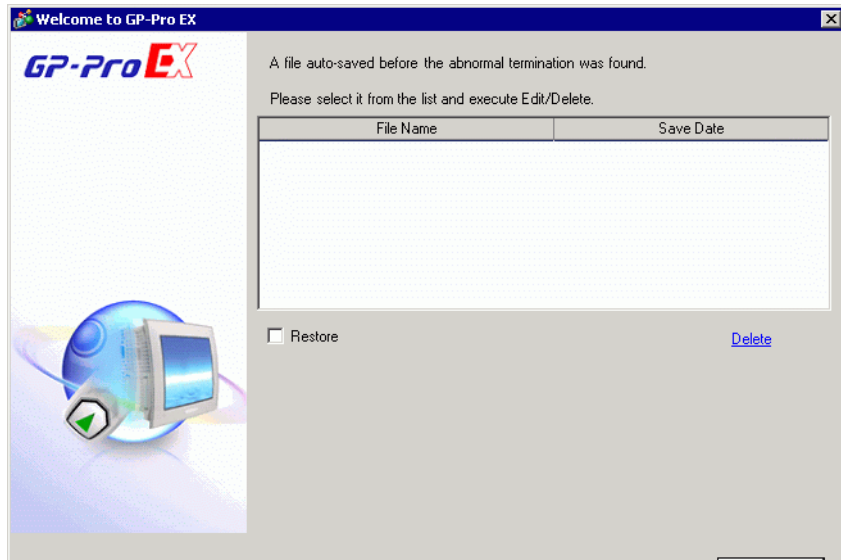 Welcome to GP-Pro EX
GP-Pro EX
A file auto-saved before the abnormal termination was found.
Please select it from the list and execute Edit/Delete.
File Name Save Date
Restore Delete